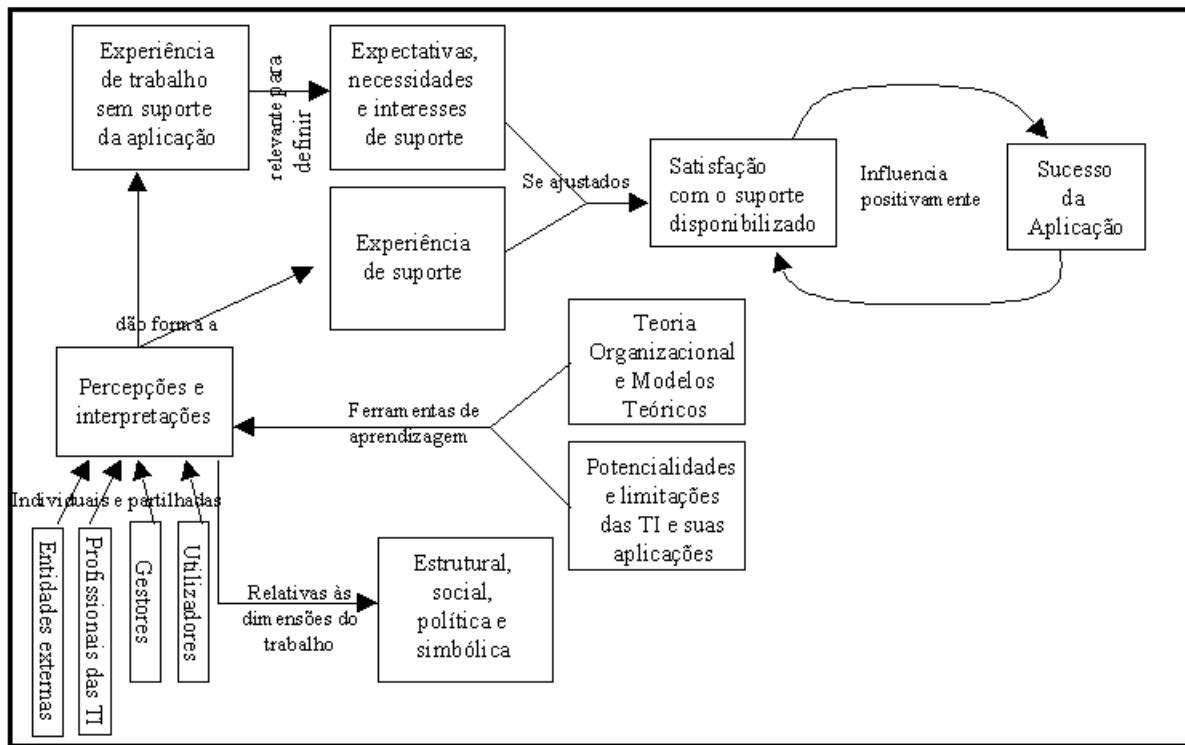 Experiência
de trabalho
sem suporte
da aplicação
relevante para
definir
Expectativas,
necessidades
e interesses
de suporte
Experiência
de suporte
Se ajustados
Satisfação
com o suporte
disponibilizado
Influencia
positivamente
Sucesso
da
Aplicação
dão forma a
Percepções e
interpretações
Ferramentas de
aprendizagem
Teoria
Organizacional
e Modelos
Teóricos
Potencialidades
e limitações
das TI e suas
aplicações
Individuais e partilhadas
Entidades externas
Profissionais das TI
Gestores
Utilizadores
Relativas às
dimensões do
trabalho
Estrutural,
social,
política e
simbólica